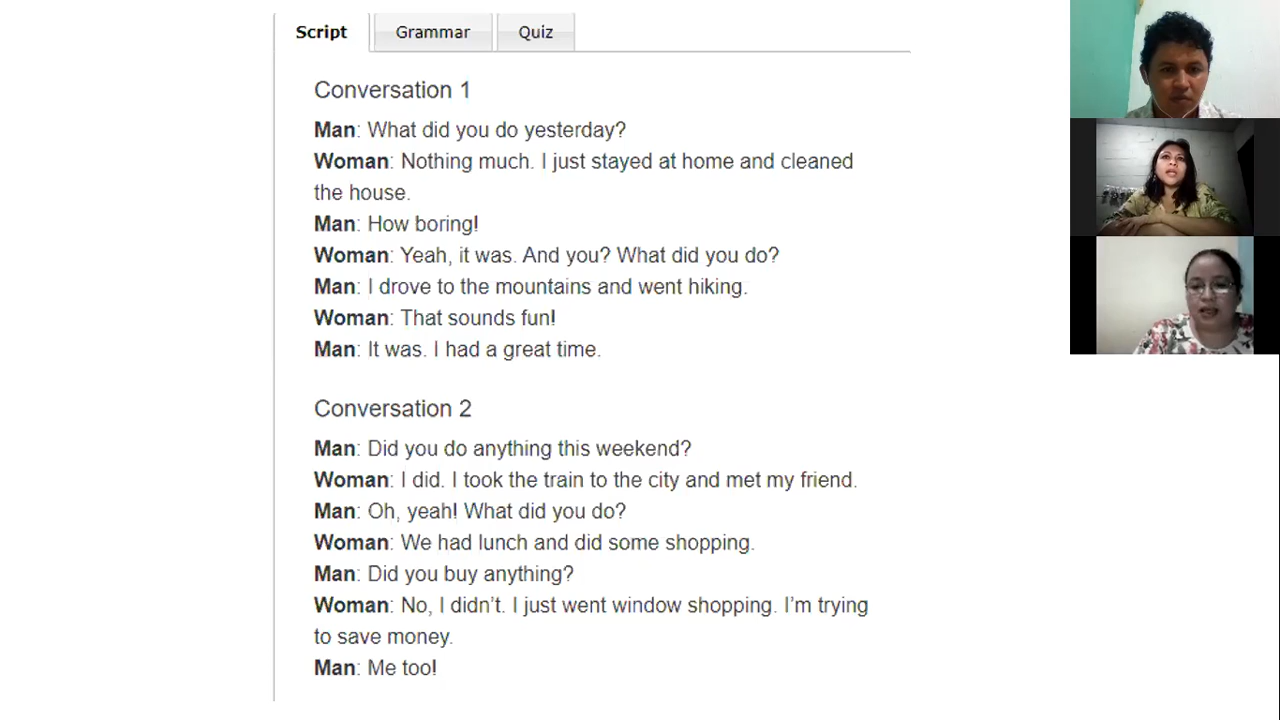 Script Grammar Quiz
Conversation 1
Man: What did you do yesterday?
Woman: Nothing much. I just stayed at home and cleaned
the house.
Man: How boring!
Woman: Yeah, it was. And you? What did you do?
Man: I drove to the mountains and went hiking.
Woman: That sounds fun!
Man: It was. I had a great time.
Conversation 2
Man: Did you do anything this weekend?
Woman: I did. I took the train to the city and met my friend.
Man: Oh, yeah! What did you do?
Woman: We had lunch and did some shopping.
Man: Did you buy anything?
Woman: No, I didn’t. I just went window shopping. I’m trying
to save money.
Man: Me too!